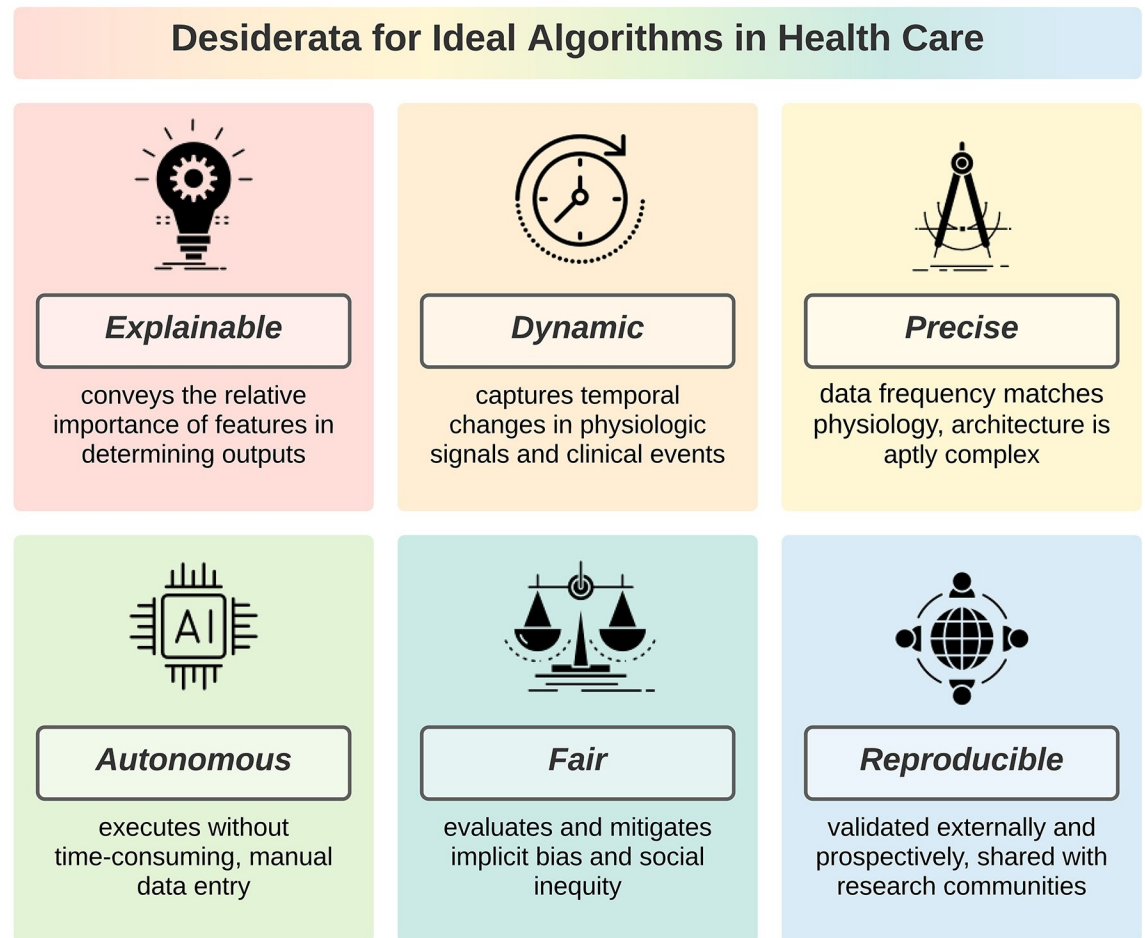 Desiderata for Ideal Algorithms in Health Care
Explainable
conveys the relative
importance of features in
determining outputs
Dynamic
captures temporal
changes in physiologic
signals and clinical events
Precise
data frequency matches
physiology, architecture is
aptly complex
AI
Autonomous
executes without
time-consuming, manual
data entry
Fair
evaluates and mitigates
implicit bias and social
inequity
Reproducible
validated externally and
prospectively, shared with
research communities